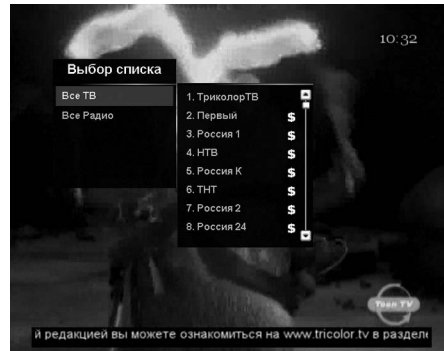 10:32
Выбор списка
Все ТВ
Все Радио
1. ТриколорТВ
2. Первый $
3. Россия 1 $
4. НТВ $
5. Россия К $
6. ТНТ $
7. Россия 2 $
8. Россия 24 $
Teen TV
й редакцией вы можете ознакомиться на www.tricolor.tv в разделе